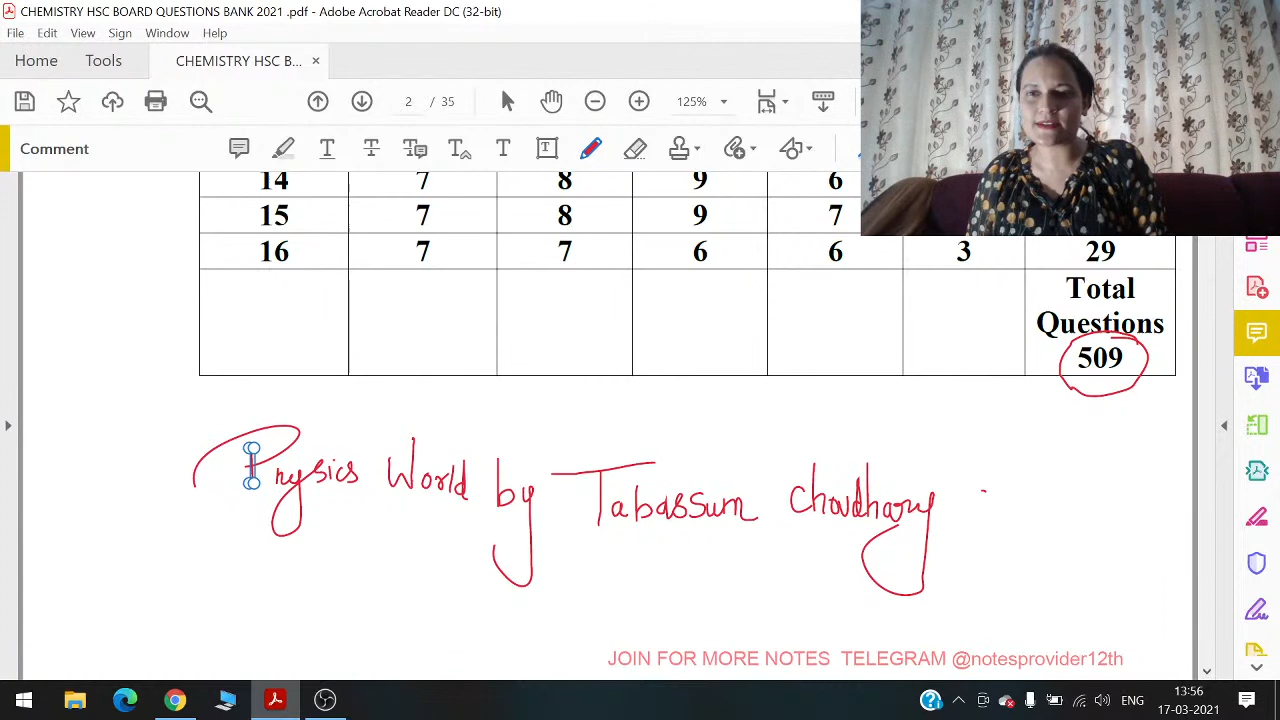 CHEMISTRY HSC BOARD QUESTIONS BANK 2021 .pdf - Adobe Acrobat Reader DC (32-bit)
File Edit View Sign Window Help
Home Tools CHEMISTRY HSC B... ×
2 / 35 125%
Comment
14 7 8 9 6
15 7 8 9 7
16 7 7 6 6 3 29
Total
Questions
509
Physics World by Tabassum Choudhary
JOIN FOR MORE NOTES TELEGRAM @notesprovider12th
ENG
13:56
17-03-2021